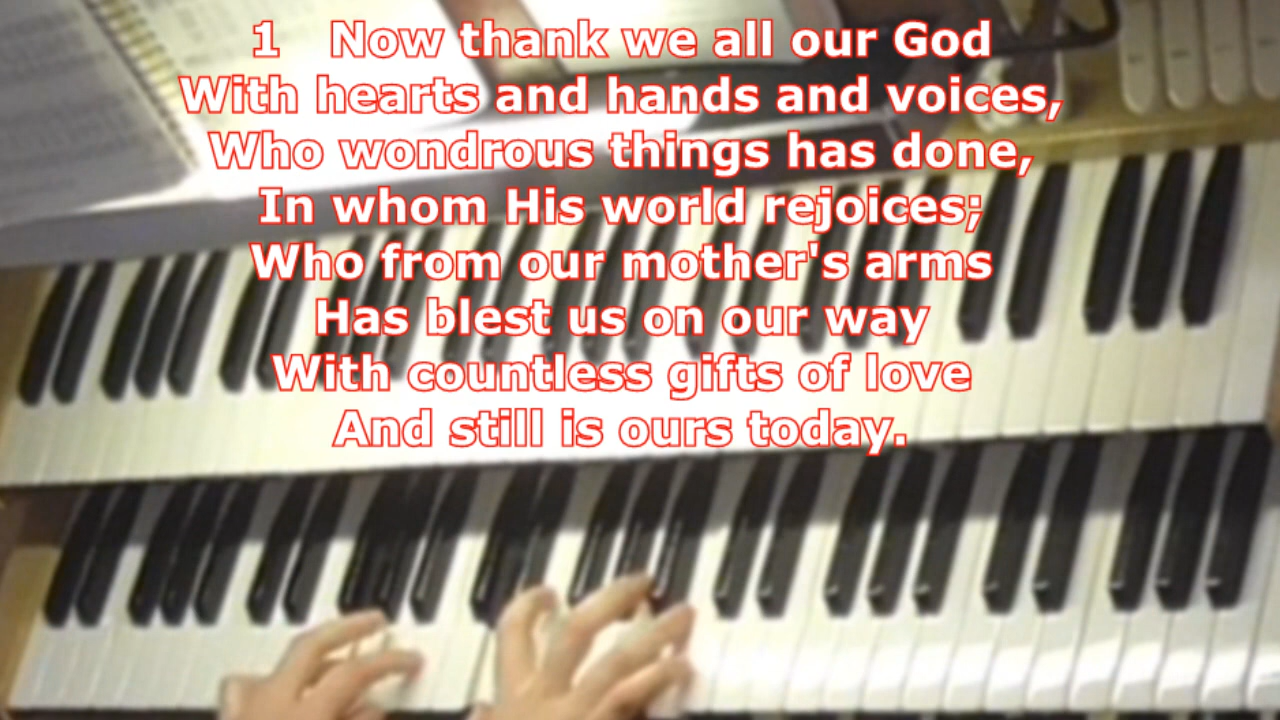 1 Now thank we all our God
With hearts and hands and voices,
Who wondrous things has done,
In whom His world rejoices;
Who from our mother's arms
Has blest us on our way
With countless gifts of love
And still is ours today.